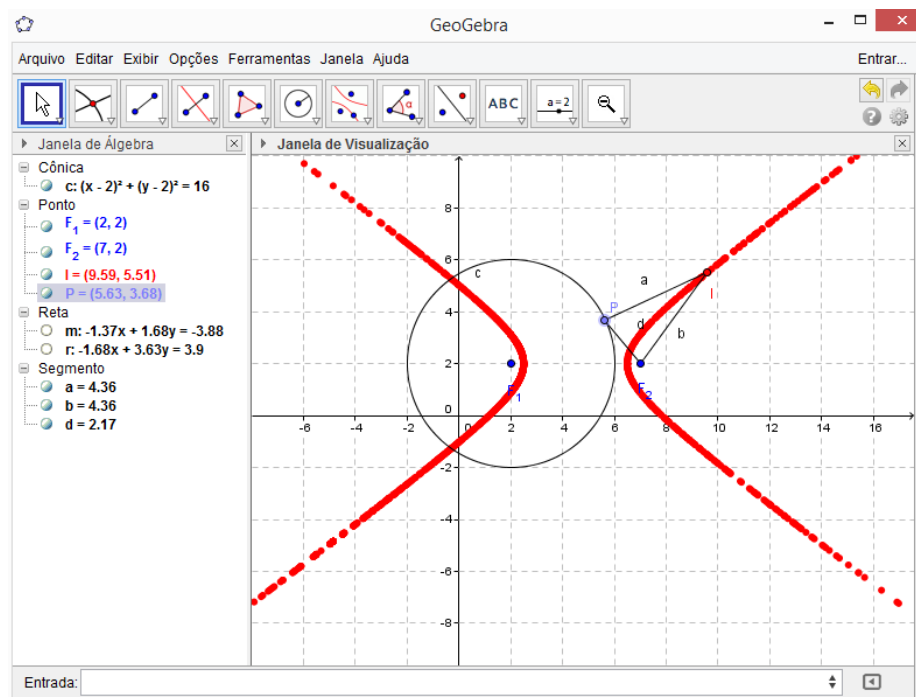 GeoGebra
Arquivo Editar Exibir Opções Ferramentas Janela Ajuda
Entrar...
α
ABC
a=2
Janela de Álgebra
Cônica
c: (x - 2)² + (y - 2)² = 16
Ponto
F₁ = (2, 2)
F₂ = (7, 2)
I = (9.59, 5.51)
P = (5.63, 3.68)
Reta
m: -1.37x + 1.68y = -3.88
r: -1.68x + 3.63y = 3.9
Segmento
a = 4.36
b = 4.36
d = 2.17
Janela de Visualização
8
6
4
2
0
-2
-4
-6
-8
-6 -4 -2 0 2 4 6 8 10 12 14 16
c
a
P
I
d
b
F₁
F₂
Entrada: